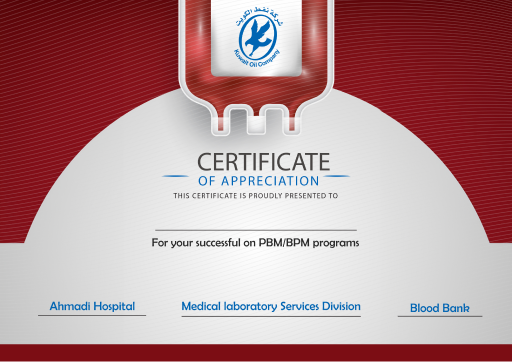 شركة نفط الكويت
Kuwait Oil Company
CERTIFICATE
OF APPRECIATION
THIS CERTIFICATE IS PROUDLY PRESENTED TO
For your successful on PBM/BPM programs
Ahmadi Hospital
Medical laboratory Services Division
Blood Bank